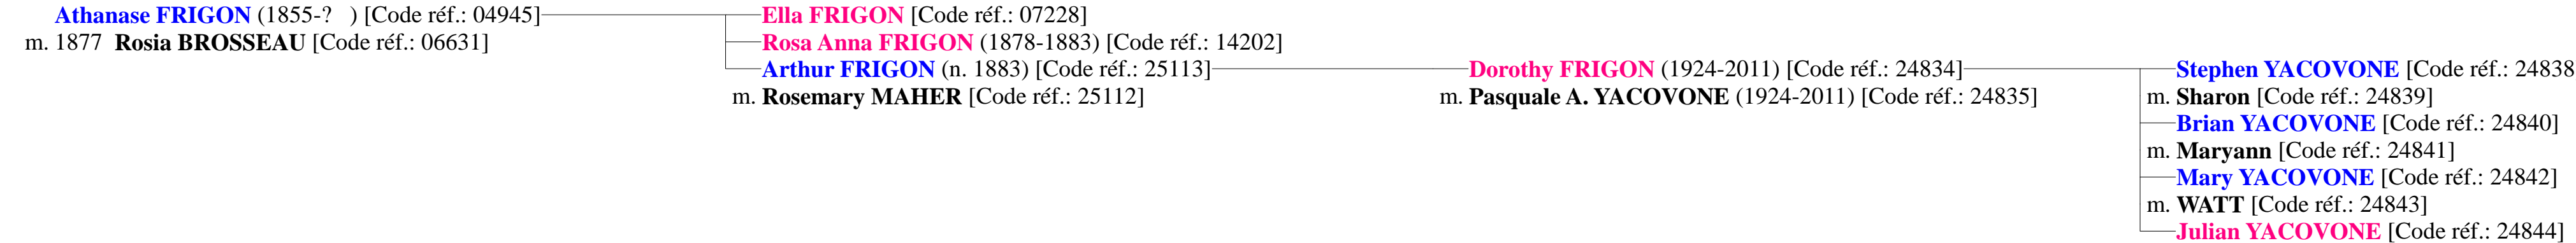 Athanase FRIGON (1855-?   ) [Code réf.: 04945]
m. 1877  Rosia BROSSEAU [Code réf.: 06631]
Ella FRIGON [Code réf.: 07228]
Rosa Anna FRIGON (1878-1883) [Code réf.: 14202]
Arthur FRIGON (n. 1883) [Code réf.: 25113]
m. Rosemary MAHER [Code réf.: 25112]
Dorothy FRIGON (1924-2011) [Code réf.: 24834]
m. Pasquale A. YACOVONE (1924-2011) [Code réf.: 24835]
Stephen YACOVONE [Code réf.: 24838
m. Sharon [Code réf.: 24839]
Brian YACOVONE [Code réf.: 24840]
m. Maryann [Code réf.: 24841]
Mary YACOVONE [Code réf.: 24842]
m. WATT [Code réf.: 24843]
Julian YACOVONE [Code réf.: 24844]